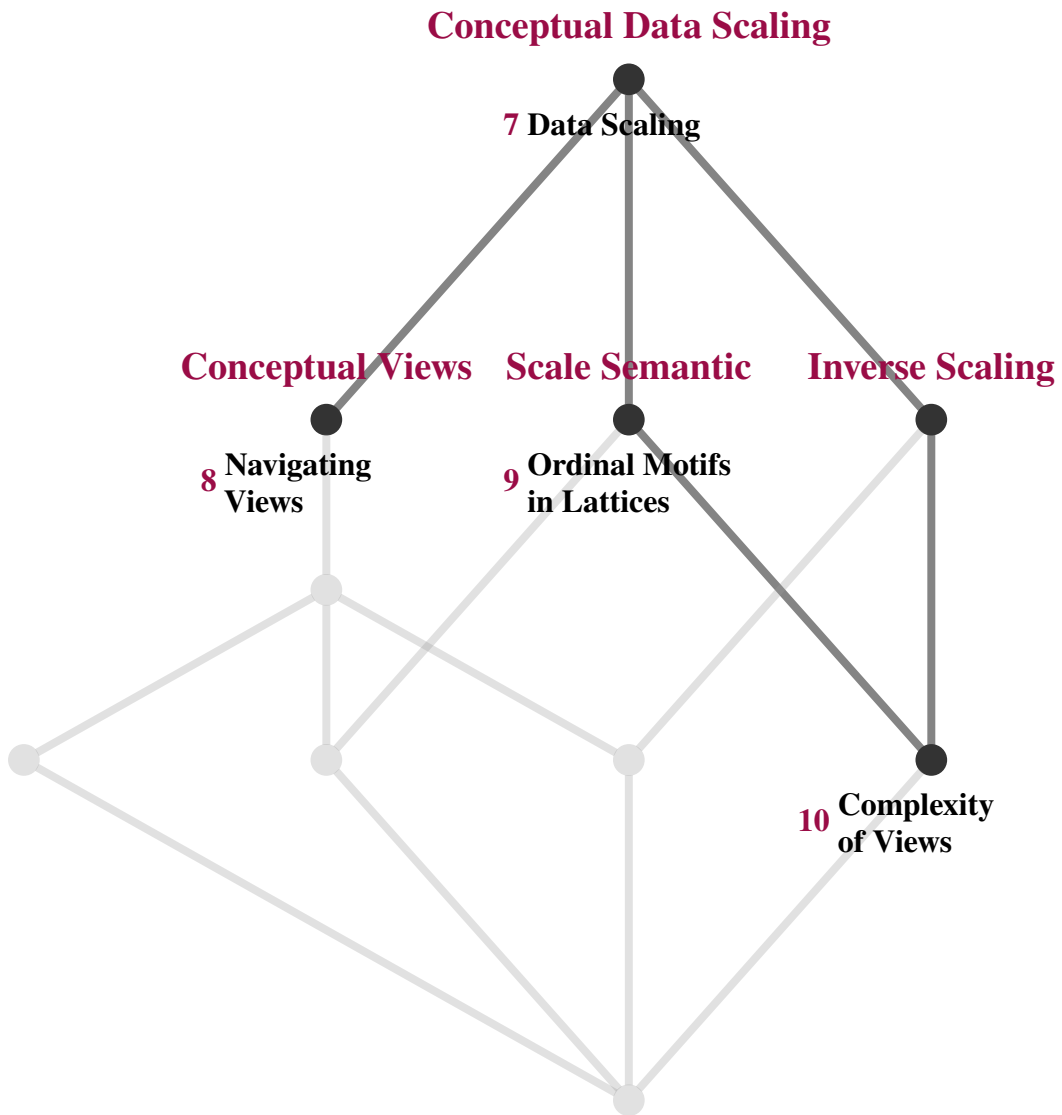 Conceptual Data Scaling
7 Data Scaling
Conceptual Views
Scale Semantic
Inverse Scaling
8 Navigating
Views
9 Ordinal Motifs
in Lattices
10 Complexity
of Views